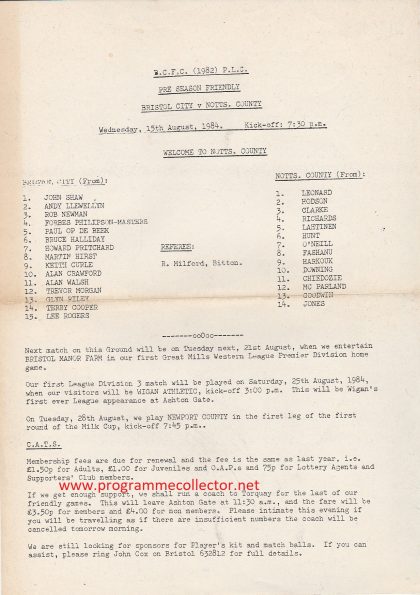 B.C.F.C. (1982) P.L.C.
PRE SEASON FRIENDLY
BRISTOL CITY v NOTTS. COUNTY
Wednesday, 15th August, 1984. Kick-off: 7:30 p.m.
WELCOME TO NOTTS. COUNTY
BRISTOL CITY (From):
1. JOHN SHAW
2. ANDY LLEWELLYN
3. ROB NEWMAN
4. FORBES PHILIPSON-MASTERS
5. PAUL OP DE BEEK
6. BRUCE HALLIDAY
7. HOWARD PRITCHARD
8. MARTIN HIRST
9. KEITH CURLE
10. ALAN CRAWFORD
11. ALAN WALSH
12. TREVOR MORGAN
13. GLEN RILEY
14. TERRY COOPER
15. LEE ROGERS
REFEREE:
R. Milford, Bitton.
NOTTS. COUNTY (From):
1. LEONARD
2. HODSON
3. CLARKE
4. RICHARDS
5. LAHTINEN
6. HUNT
7. O'NEILL
8. FASHANU
9. HARKOUK
10. DOWNING
11. CHIEDOZIE
12. MC PARLAND
13. GOODWIN
14. JONES
-------oo0oo-------
Next match on this Ground will be on Tuesday next, 21st August, when we entertain
BRISTOL MANOR FARM in our first Great Mills Western League Premier Division home
game.
Our first League Division 3 match will be played on Saturday, 25th August, 1984,
when our visitors will be WIGAN ATHLETIC, kick-off 3:00 p.m. This will be Wigan's
first ever league appearance at Ashton Gate.
On Tuesday, 28th August, we play NEWPORT COUNTY in the first leg of the first
round of the Milk Cup, kick-off 7:45 p.m..
C.A.T.S.
Membership fees are due for renewal and the fee is the same as last year, i.e.
£1.50p for Adults, £1.00 for Juveniles and O.A.P.s and 75p for Lottery Agents and
Supporters' Club members.
www.programmecollector.net
If we get enough support, we shall run a coach to Torquay for the last of our
friendly games. This will leave Ashton Gate at 11:30 a.m., and the fare will be
£3.50p for members and £4.00 for non members. Please intimate this evening if
you will be travelling as if there are insufficient numbers the coach will be
cancelled tomorrow morning.
We are still looking for sponsors for Player's kit and match balls. If you can
assist, please ring John Cox on Bristol 632812 for full details.